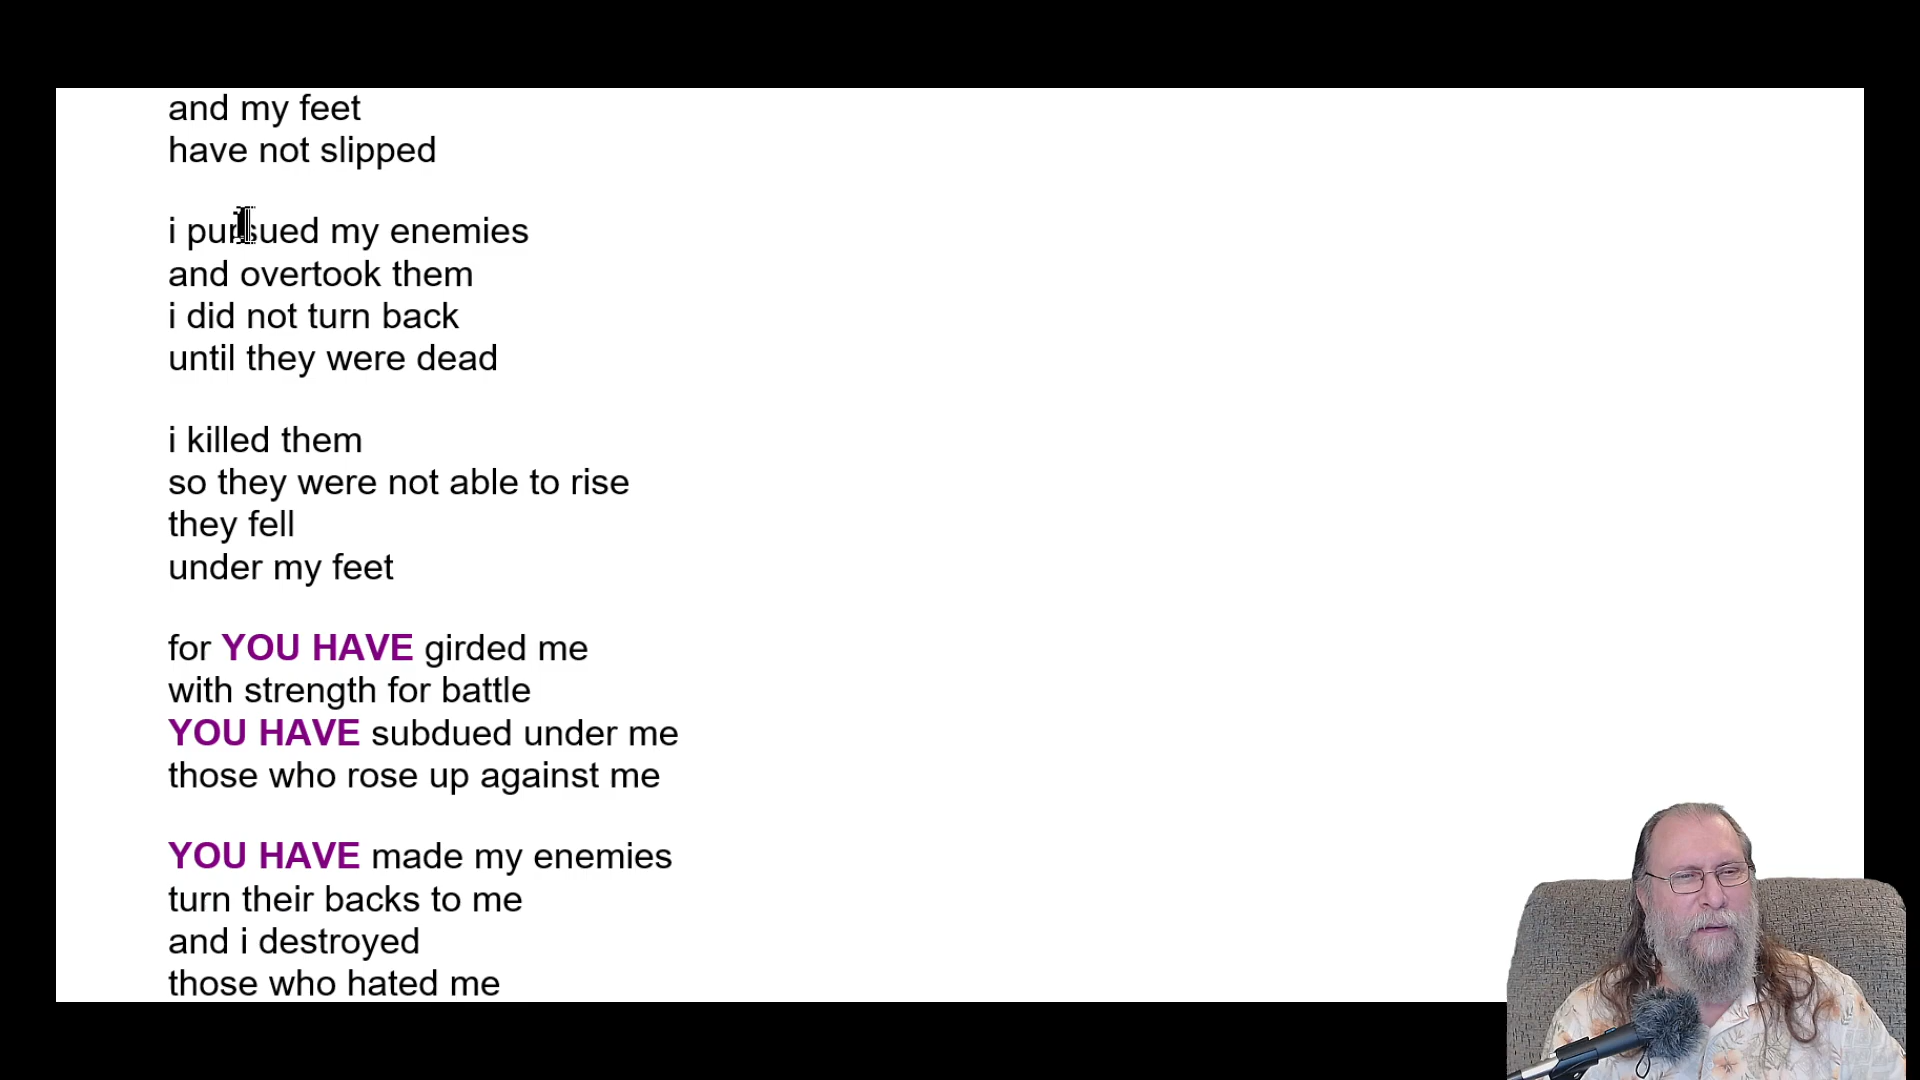 and my feet
have not slipped
i pursued my enemies
and overtook them
i did not turn back
until they were dead
i killed them
so they were not able to rise
they fell
under my feet
for YOU HAVE girded me
with strength for battle
YOU HAVE subdued under me
those who rose up against me
YOU HAVE made my enemies
turn their backs to me
and i destroyed
those who hated me